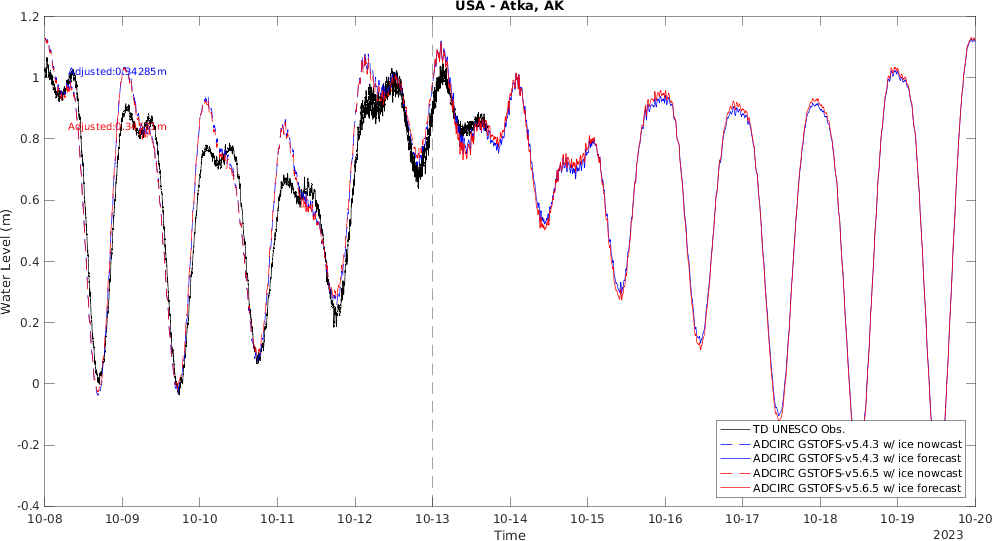 USA - Atka, AK
Water Level (m)
1.2
1
0.8
0.6
0.4
0.2
0
-0.2
-0.4
Adjusted:0.34285m
TD UNESCO Obs.
ADCIRC GSTOFS-v5.4.3 w/ ice nowcast
ADCIRC GSTOFS-v5.4.3 w/ ice forecast
ADCIRC GSTOFS-v5.6.5 w/ ice nowcast
ADCIRC GSTOFS-v5.6.5 w/ ice forecast
10-08 10-09 10-10 10-11 10-12 10-13 10-14 10-15 10-16 10-17 10-18 10-19 10-20
Time
2023